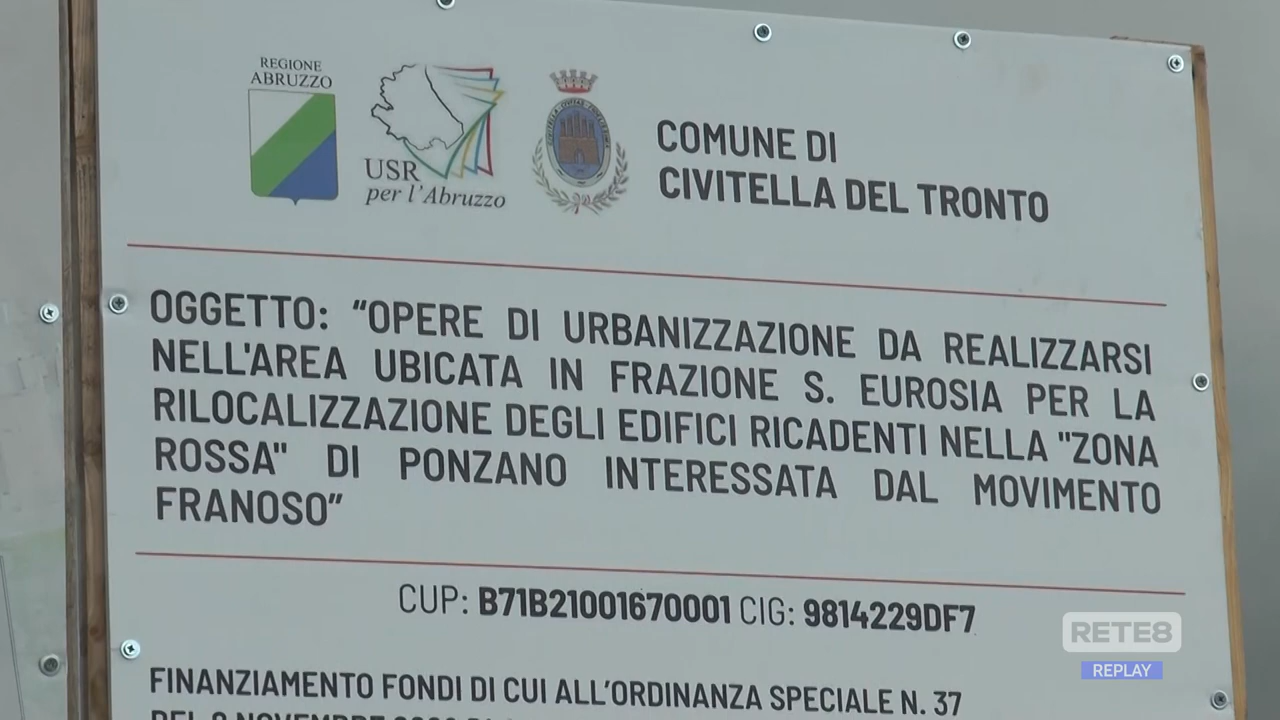 REGIONE
ABRUZZO
USR
per l'Abruzzo
COMUNE DI
CIVITELLA DEL TRONTO
OGGETTO: “OPERE DI URBANIZZAZIONE DA REALIZZARSI
NELL'AREA UBICATA IN FRAZIONE S. EUROSIA PER LA
RILOCALIZZAZIONE DEGLI EDIFICI RICADENTI NELLA "ZONA
ROSSA" DI PONZANO INTERESSATA DAL MOVIMENTO
FRANOSO”
CUP: B71B21001670001 CIG: 9814229DF7
RETE8
REPLAY
FINANZIAMENTO FONDI DI CUI ALL’ORDINANZA SPECIALE N. 37